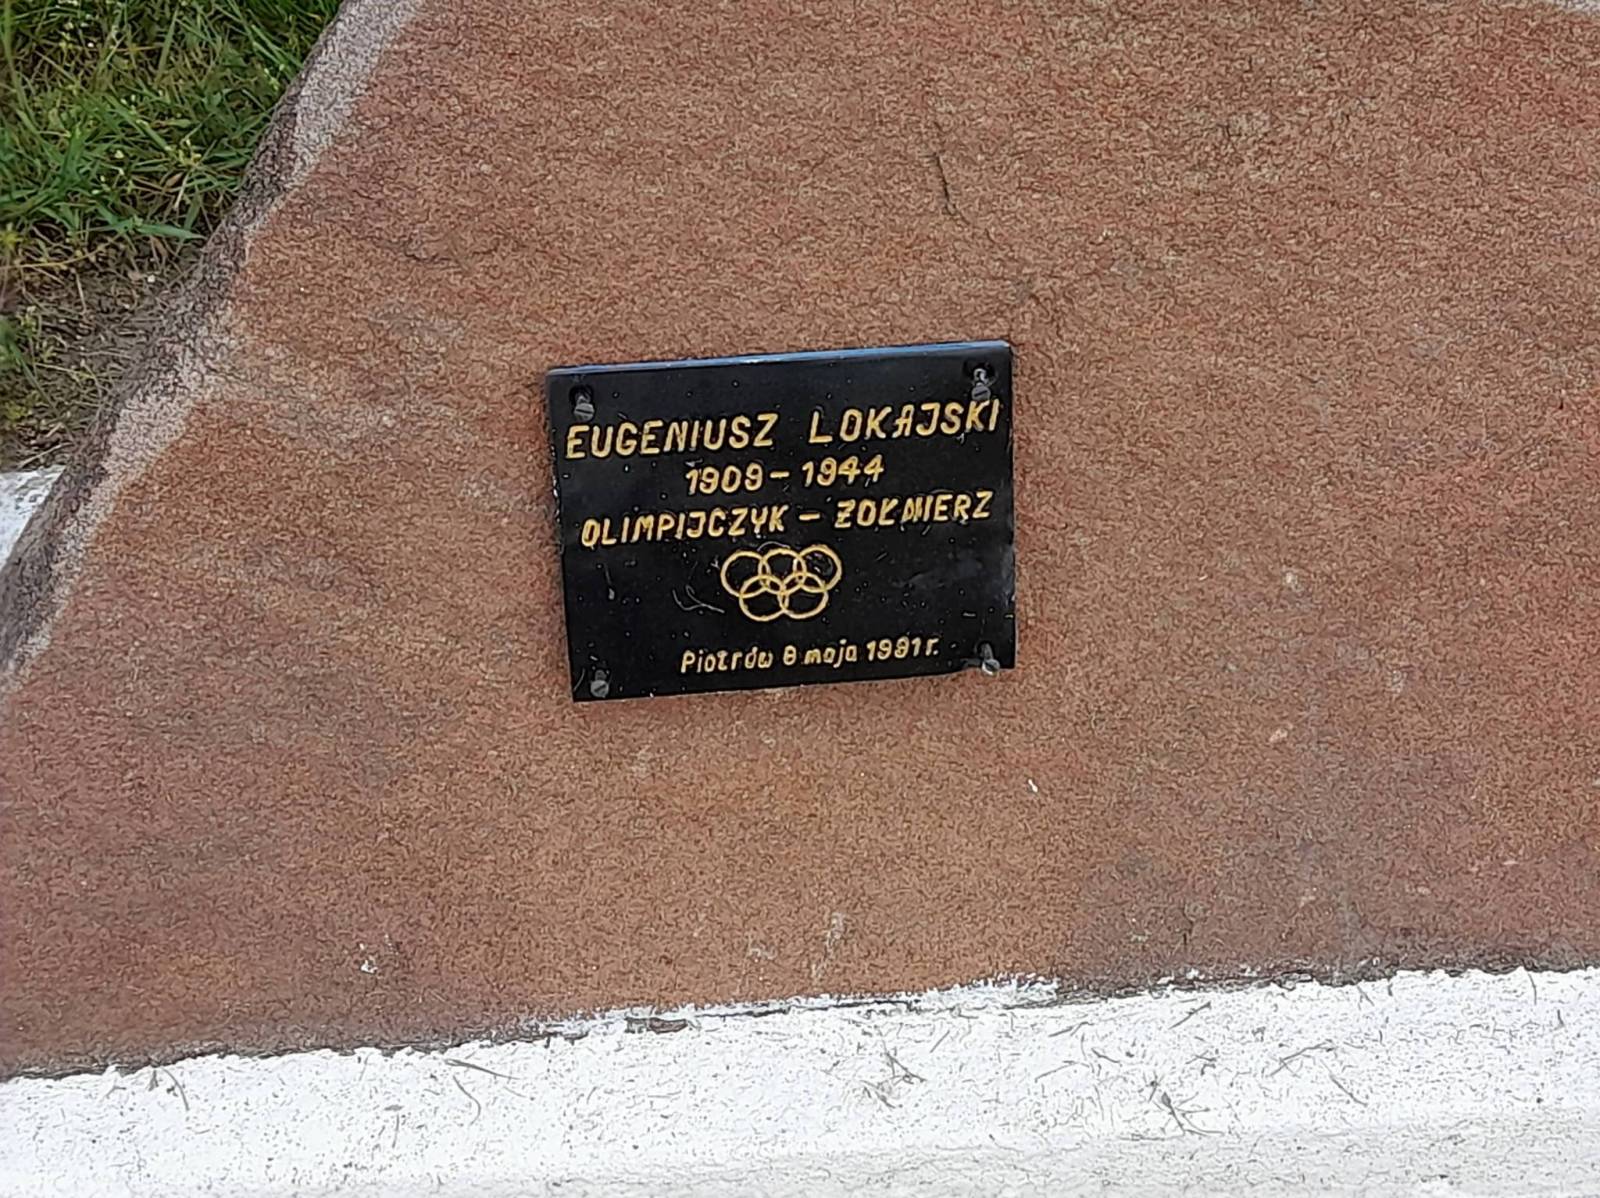 EUGENIUSZ LOKAJSKI
1909 - 1944
OLIMPIJCZYK - ŻOŁNIERZ
Piotrów 8 maja 1991 r.